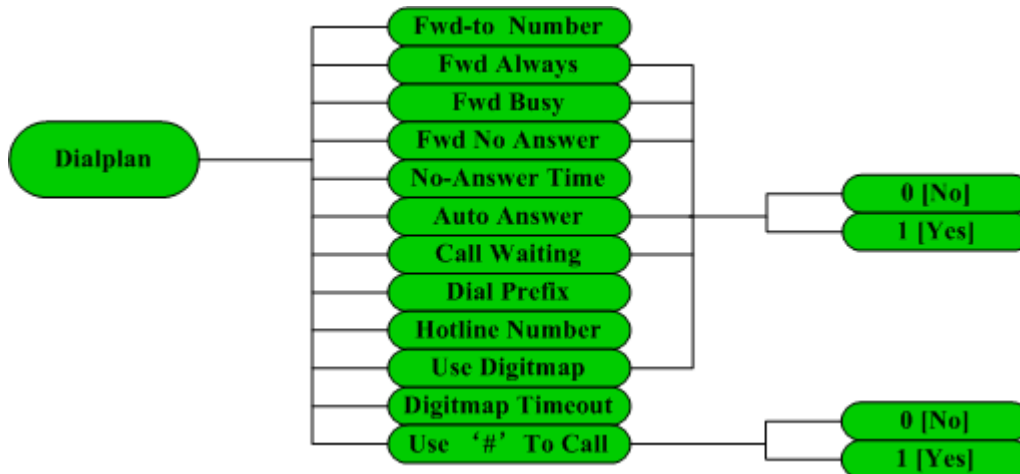 Dialplan
Fwd-to Number
Fwd Always
Fwd Busy
Fwd No Answer
No-Answer Time
Auto Answer
Call Waiting
Dial Prefix
Hotline Number
Use Digitmap
Digitmap Timeout
Use ‘#’ To Call
0 [No]
1 [Yes]
0 [No]
1 [Yes]